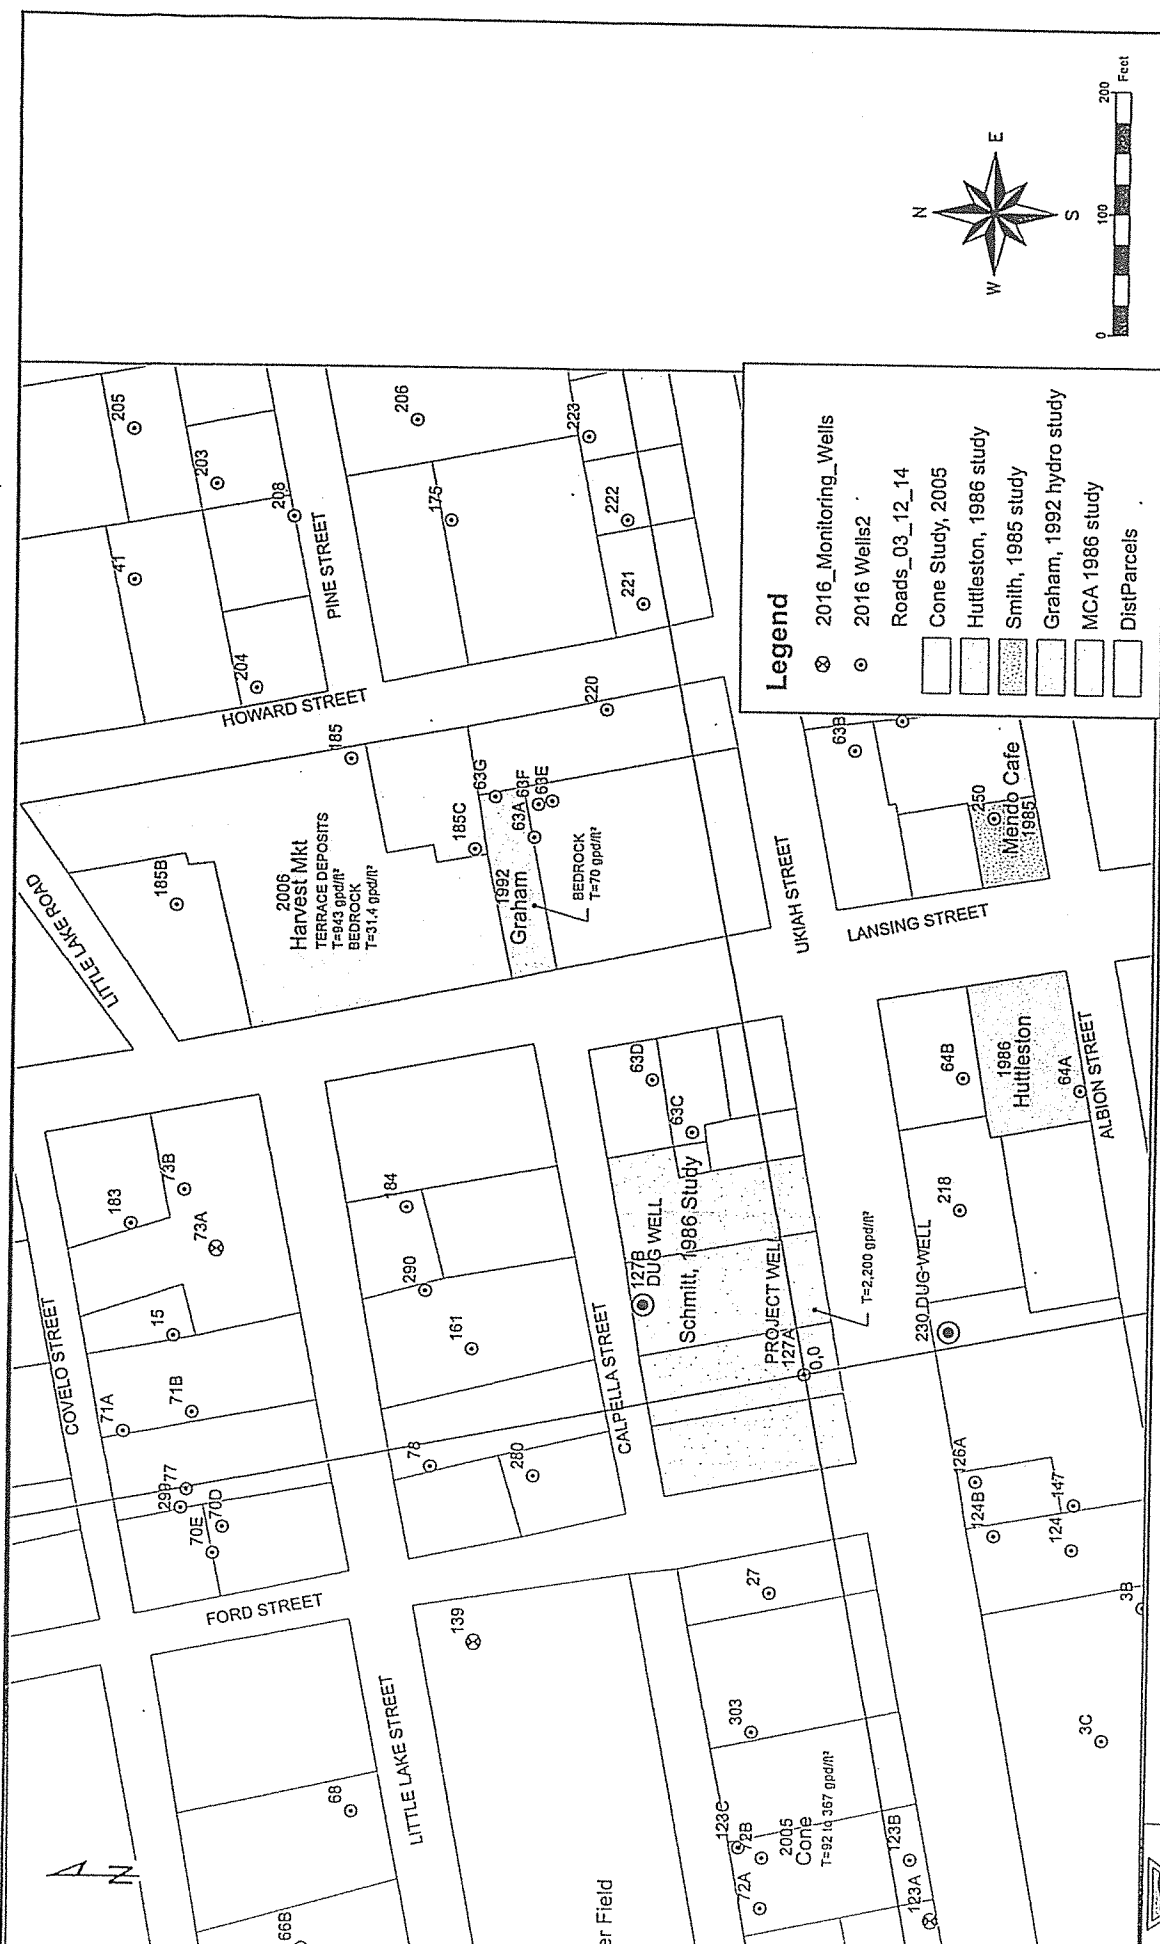 LITTLE LAKE ROAD
COVELO STREET
LITTLE LAKE STREET
FORD STREET
CALPELLA STREET
HOWARD STREET
PINE STREET
UKIAH STREET
LANSING STREET
ALBION STREET
66B
68
139
er Field
70E
70D
299
77
71A
71B
15
183
73A
73B
78
280
161
290
184
185B
2006
Harvest Mkt
TERRACE DEPOSITS
T=943 gpd/ft²
BEDROCK
T=31.4 gpd/ft²
185
185C
204
41
203
208
205
206
175
1992
Graham
63G
63A
63F
63E
BEDROCK
T=70 gpd/ft²
220
221
222
223
63D
63C
127B
DUG WELL
Schmitt, 1986 Study
PROJECT WELL
127A
0,0
T=2,200 gpd/ft²
27
303
123C
72B
72A
2005
Cone
T=92 to 367 gpd/ft²
123B
123A
3C
3B
124
147
124B
126A
230 DUG WELL
218
64B
1986
Huttleston
64A
63B
250
Mendo Cafe
1985
Legend
2016_Monitoring_Wells
2016 Wells2
Roads_03_12_14
Cone Study, 2005
Huttleston, 1986 study
Smith, 1985 study
Graham, 1992 hydro study
MCA 1986 study
DistParcels
N
E
S
W
0
100
200
Feet
N